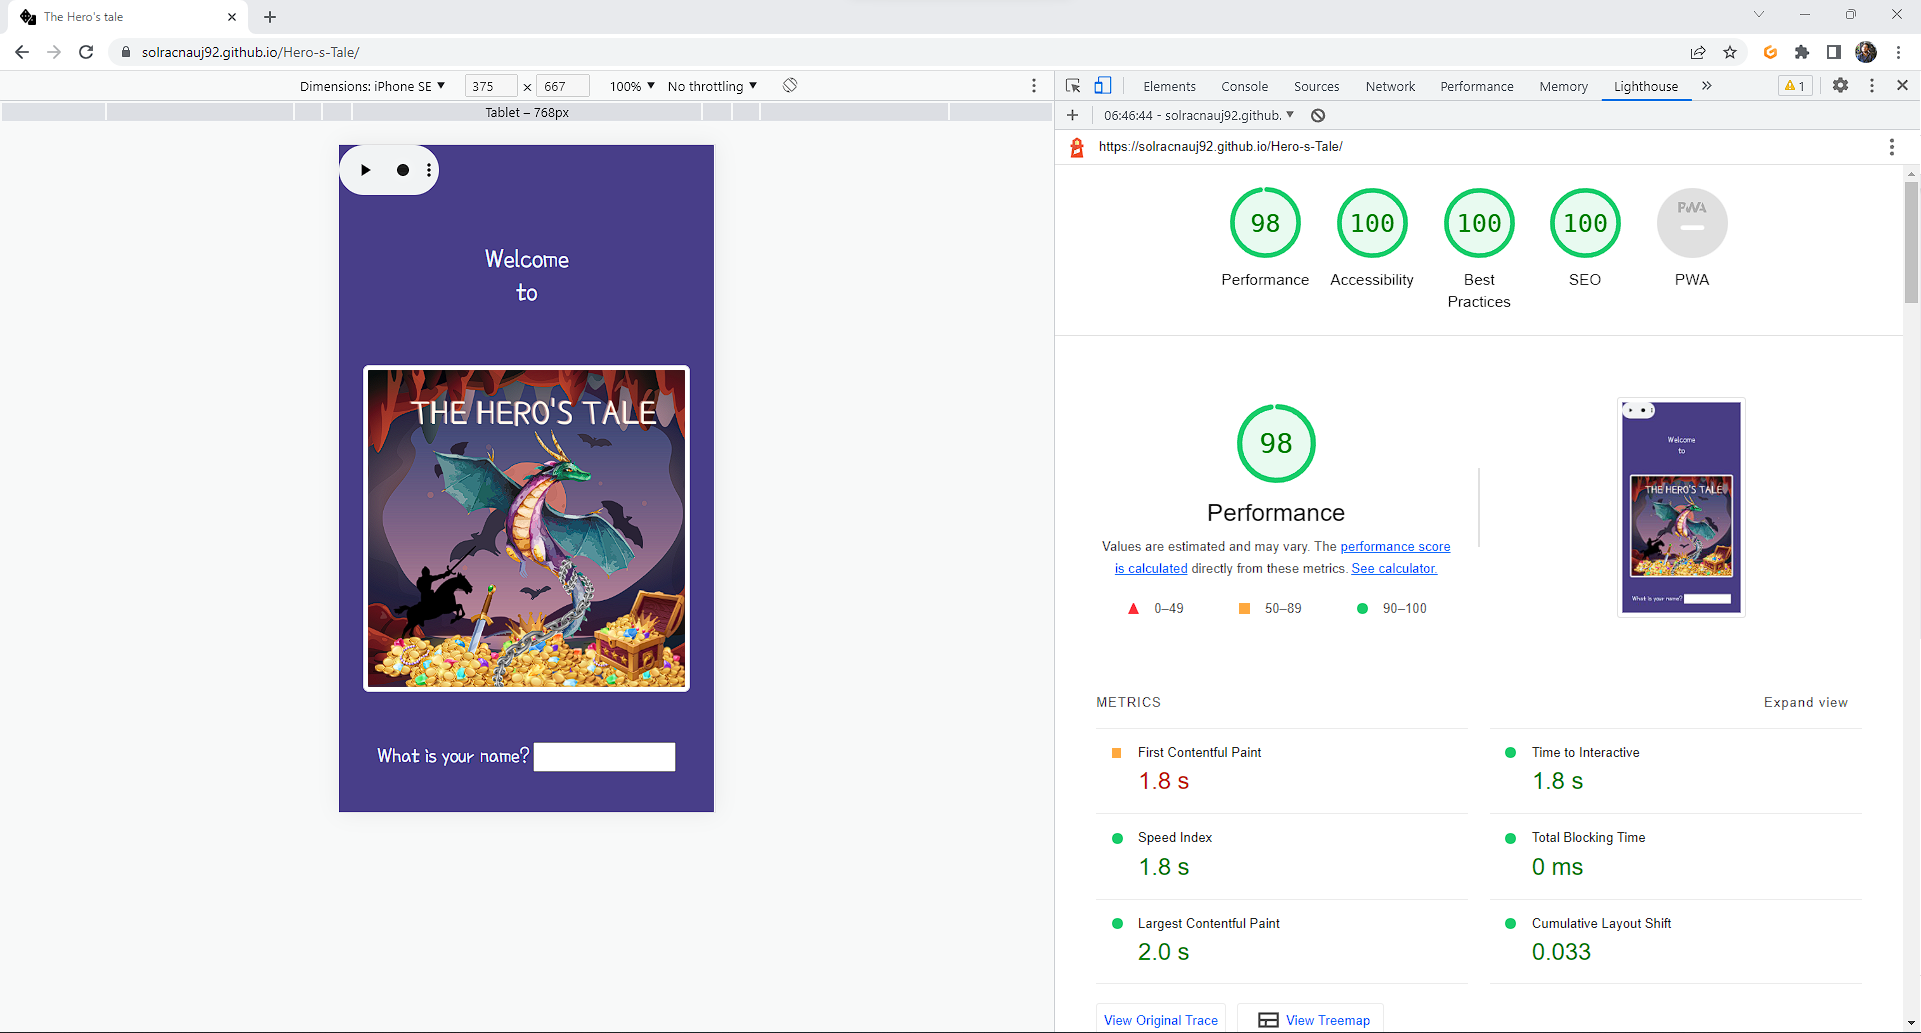 The Hero's tale
solracnauj92.github.io/Hero-s-Tale/
Dimensions: iPhone SE 375 × 667 100% No throttling
Tablet – 768px
Welcome
to
THE HERO'S TALE
What is your name?
Elements Console Sources Network Performance Memory Lighthouse 1
06:46:44 - solracnauj92.github.
https://solracnauj92.github.io/Hero-s-Tale/
98 100 100 100 PWA
Performance Accessibility Best Practices SEO PWA
98
Performance
Values are estimated and may vary. The performance score
is calculated directly from these metrics. See calculator.
0–49 50–89 90–100
Welcome
to
THE HERO'S TALE
What is your name?
METRICS Expand view
First Contentful Paint
1.8 s
Time to Interactive
1.8 s
Speed Index
1.8 s
Total Blocking Time
0 ms
Largest Contentful Paint
2.0 s
Cumulative Layout Shift
0.033
View Original Trace View Treemap